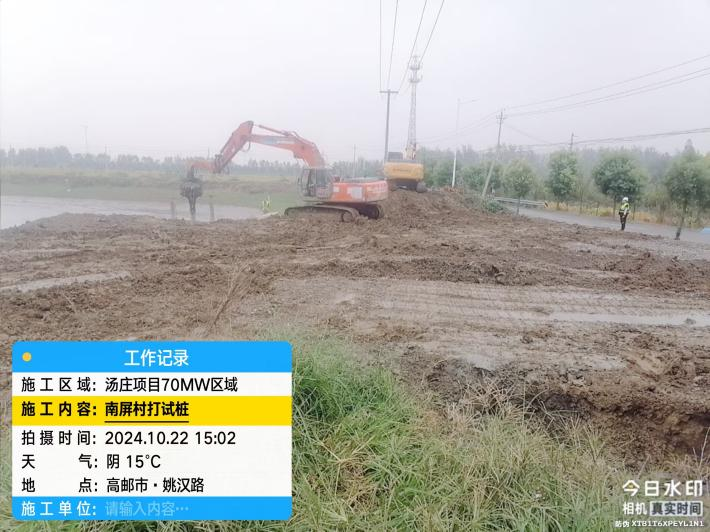 工作记录
施工区域：汤庄项目70MW区域
施工内容：南屏村打试桩
拍摄时间：2024.10.22 15:02
天气：阴 15℃
地点：高邮市·姚汉路
施工单位：请输入内容…
今日水印
相机 真实时间
防伪 XTB1T6XPEYL1N1